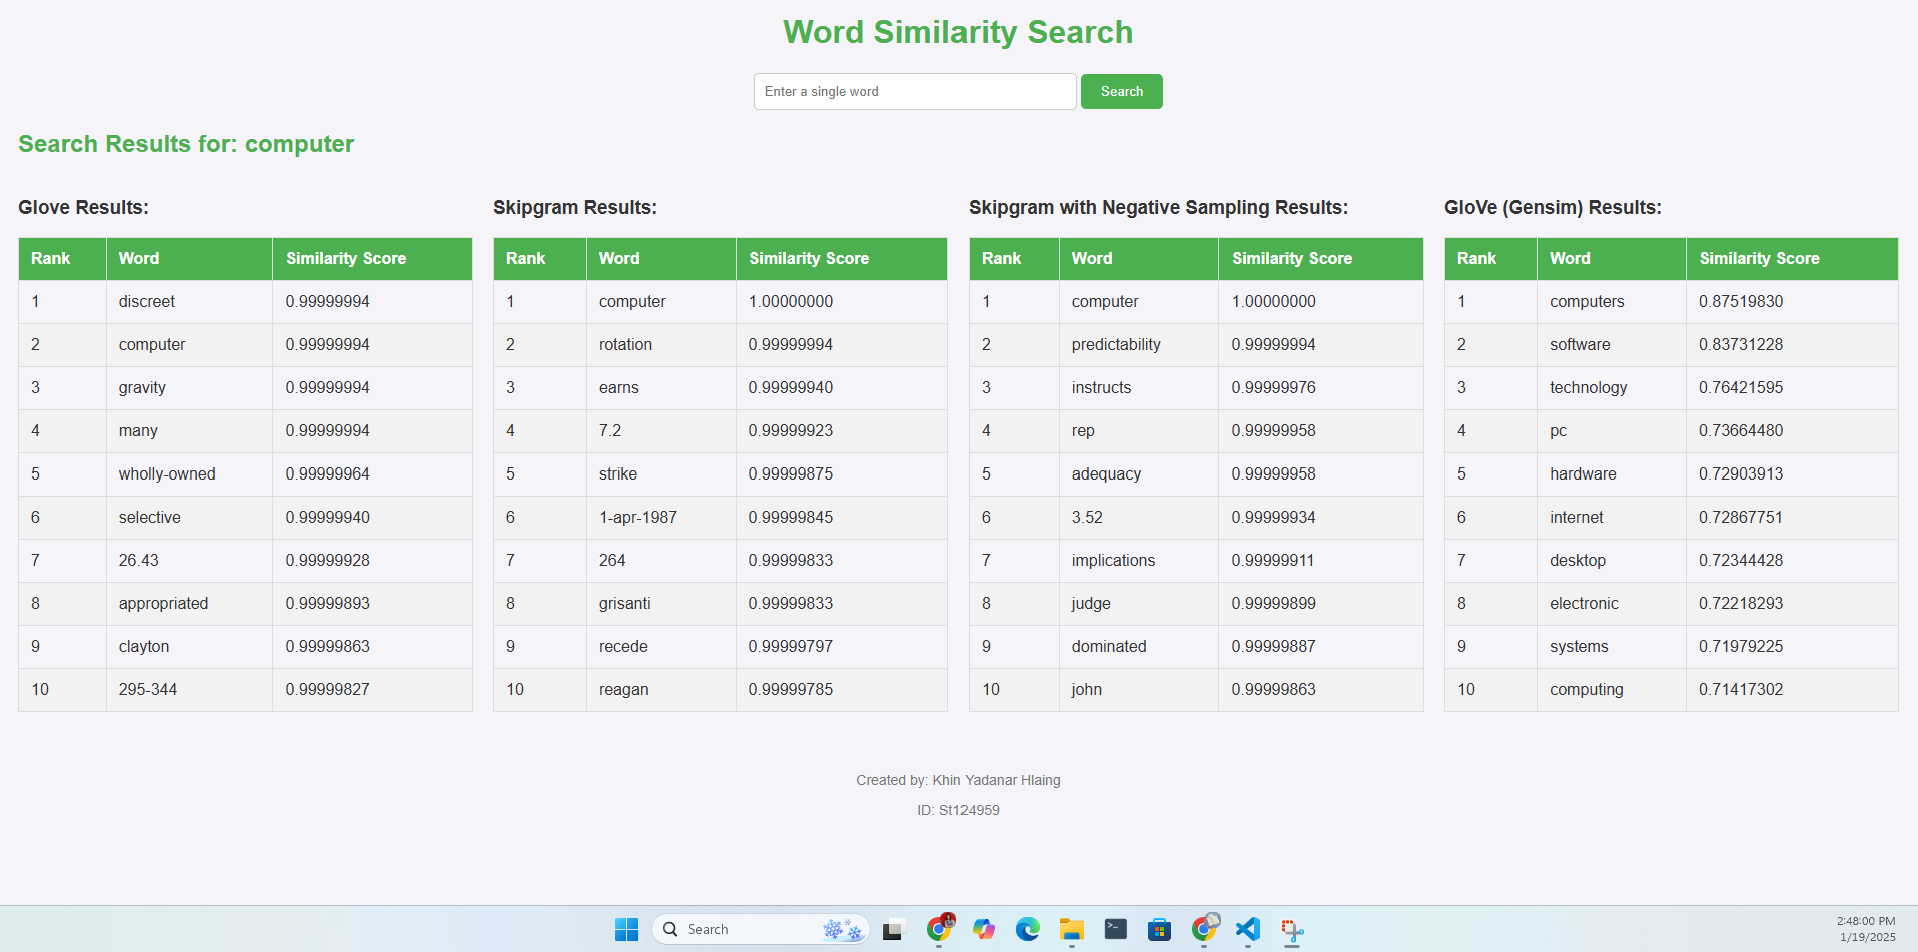 Word Similarity Search
Enter a single word
Search
Search Results for: computer
Glove Results:
Rank Word Similarity Score
1 discreet 0.99999994
2 computer 0.99999994
3 gravity 0.99999994
4 many 0.99999994
5 wholly-owned 0.99999964
6 selective 0.99999940
7 26.43 0.99999928
8 appropriated 0.99999893
9 clayton 0.99999863
10 295-344 0.99999827
Skipgram Results:
Rank Word Similarity Score
1 computer 1.00000000
2 rotation 0.99999994
3 earns 0.99999940
4 7.2 0.99999923
5 strike 0.99999875
6 1-apr-1987 0.99999845
7 264 0.99999833
8 grisanti 0.99999833
9 recede 0.99999797
10 reagan 0.99999785
Skipgram with Negative Sampling Results:
Rank Word Similarity Score
1 computer 1.00000000
2 predictability 0.99999994
3 instructs 0.99999976
4 rep 0.99999958
5 adequacy 0.99999958
6 3.52 0.99999934
7 implications 0.99999911
8 judge 0.99999899
9 dominated 0.99999887
10 john 0.99999863
GloVe (Gensim) Results:
Rank Word Similarity Score
1 computers 0.87519830
2 software 0.83731228
3 technology 0.76421595
4 pc 0.73664480
5 hardware 0.72903913
6 internet 0.72867751
7 desktop 0.72344428
8 electronic 0.72218293
9 systems 0.71979225
10 computing 0.71417302
Created by: Khin Yadanar Hlaing
ID: St124959
Search
2:48:00 PM
1/19/2025